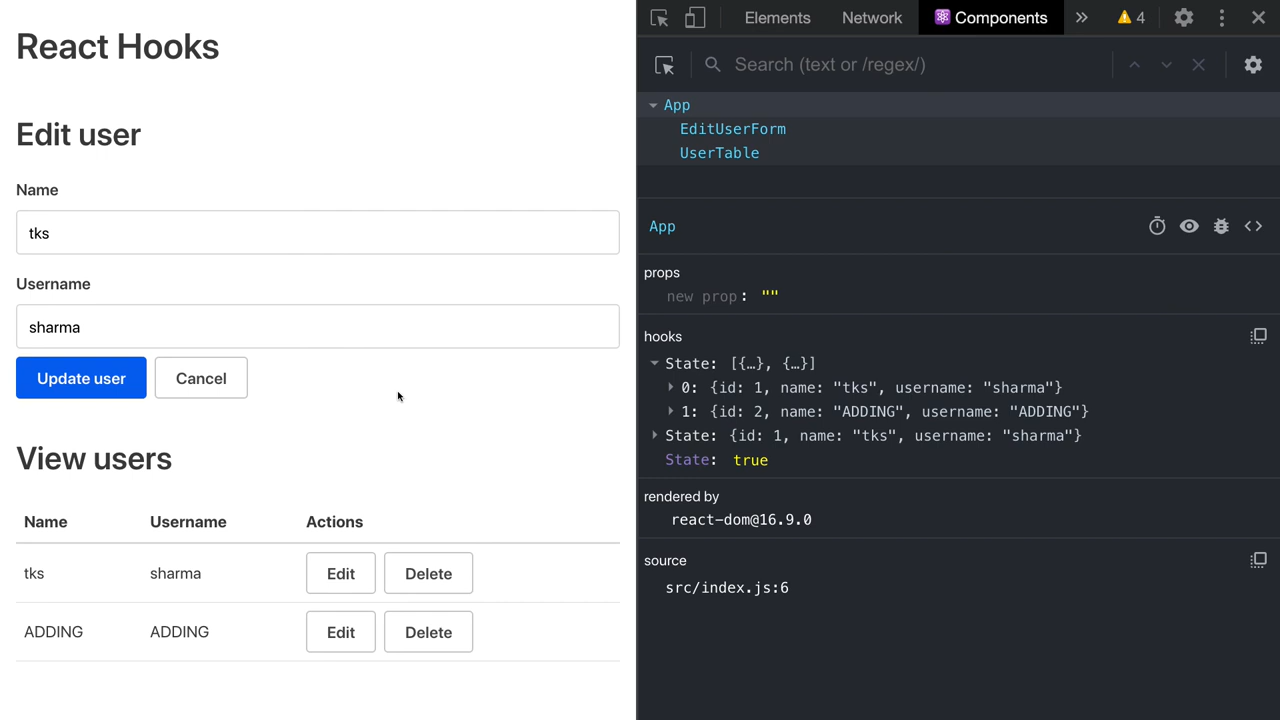 React Hooks
Edit user
Name
tks
Username
sharma
Update user Cancel
View users
Name Username Actions
tks sharma Edit Delete
ADDING ADDING Edit Delete
Elements Network Components » 4
Search (text or /regex/)
App
EditUserForm
UserTable
App
props
new prop: ""
hooks
State: [{…}, {…}]
0: {id: 1, name: "tks", username: "sharma"}
1: {id: 2, name: "ADDING", username: "ADDING"}
State: {id: 1, name: "tks", username: "sharma"}
State: true
rendered by
react-dom@16.9.0
source
src/index.js:6